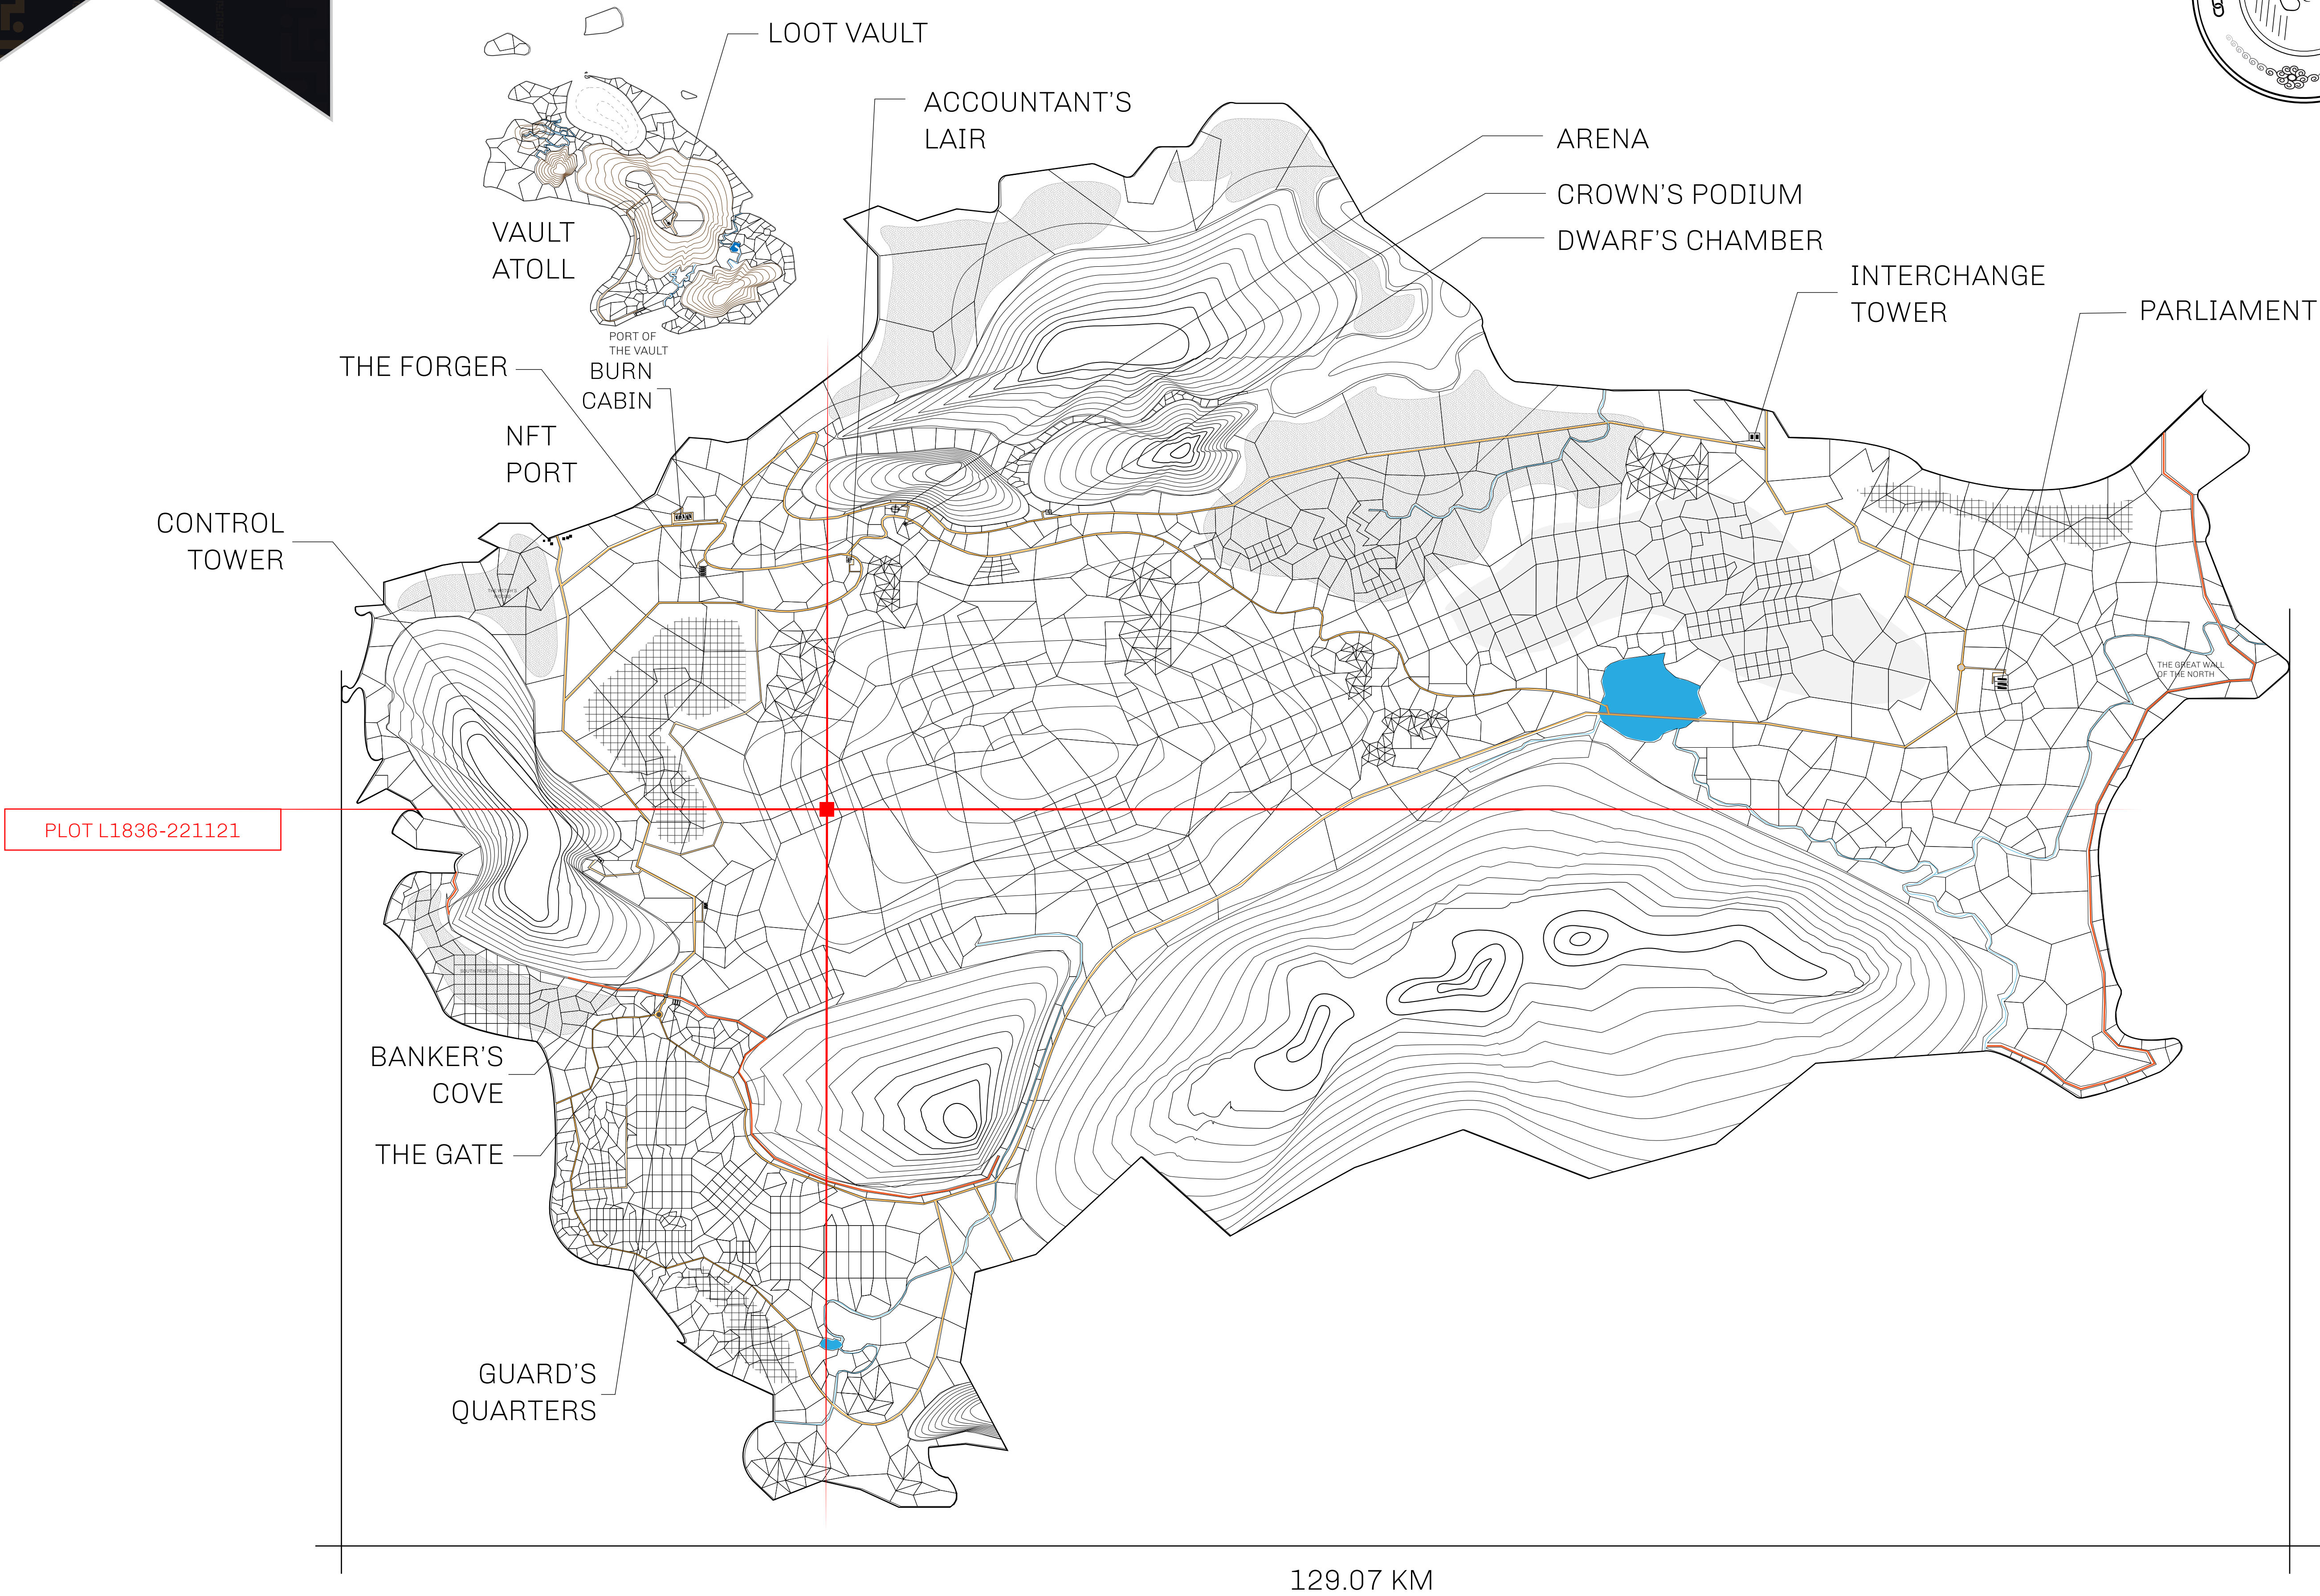 LOOT VAULT
ACCOUNTANT'S
LAIR
ARENA
CROWN'S PODIUM
DWARF'S CHAMBER
VAULT
ATOLL
INTERCHANGE
TOWER
PARLIAMENT
PORT OF
THE VAULT
THE FORGER
BURN
CABIN
NFT
PORT
CONTROL
TOWER
THE GREAT WALL
OF THE NORTH
PLOT L1836-221121
SOUTH RESERVE
BANKER'S
COVE
THE GATE
GUARD'S
QUARTERS
129.07 KM